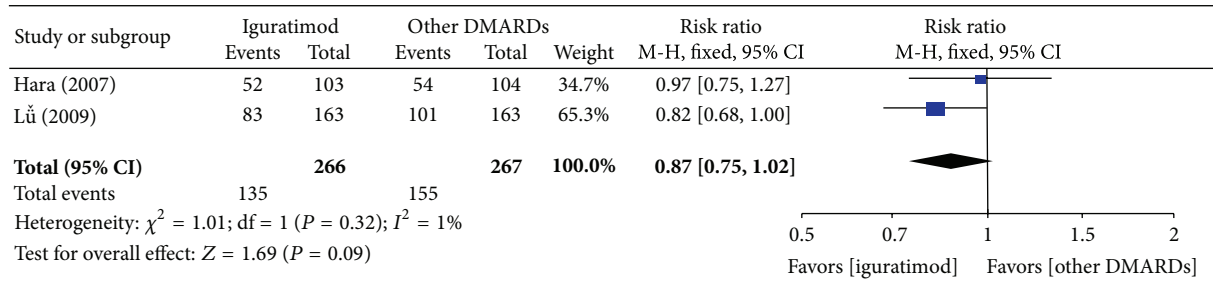 Study or subgroup Iguratimod Other DMARDs Risk ratio Risk ratio
Events Total Events Total Weight M-H, fixed, 95% CI M-H, fixed, 95% CI
Hara (2007) 52 103 54 104 34.7% 0.97 [0.75, 1.27]
Lǚ (2009) 83 163 101 163 65.3% 0.82 [0.68, 1.00]
Total (95% CI) 266 267 100.0% 0.87 [0.75, 1.02]
Total events 135 155
Heterogeneity: χ² = 1.01; df = 1 (P = 0.32); I² = 1%
Test for overall effect: Z = 1.69 (P = 0.09)
0.5 0.7 1 1.5 2
Favors [iguratimod] Favors [other DMARDs]